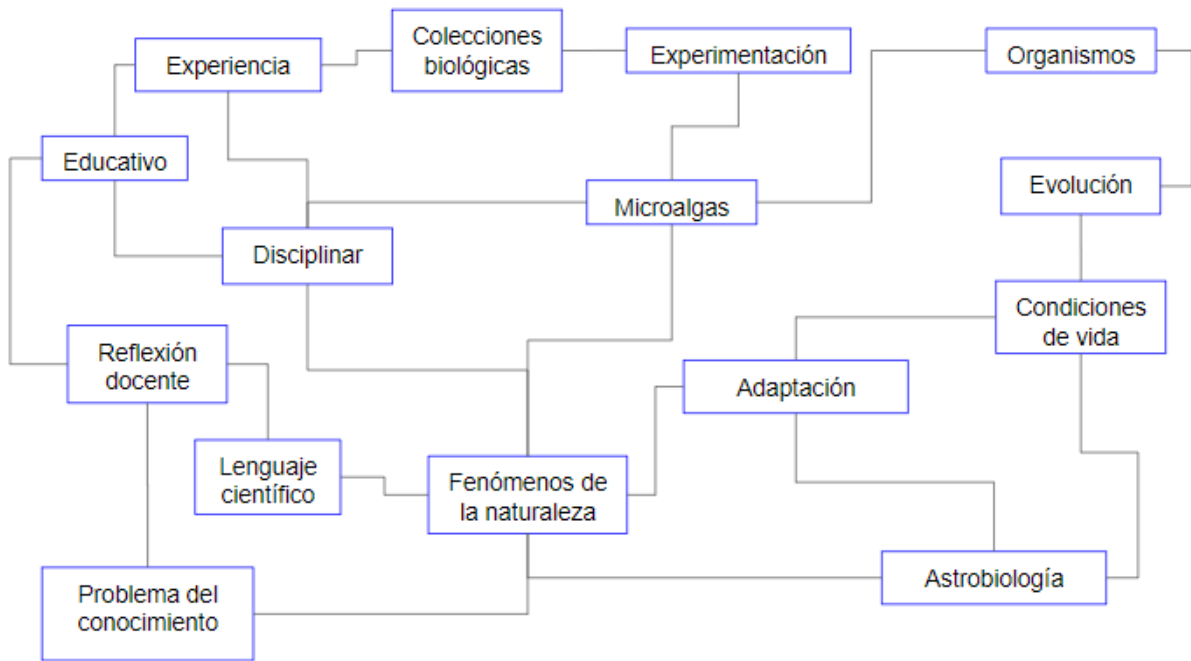 Colecciones
biológicas
Experiencia
Experimentación
Organismos
Educativo
Evolución
Microalgas
Disciplinar
Condiciones
de vida
Reflexión
docente
Adaptación
Lenguaje
científico
Fenómenos de
la naturaleza
Astrobiología
Problema del
conocimiento